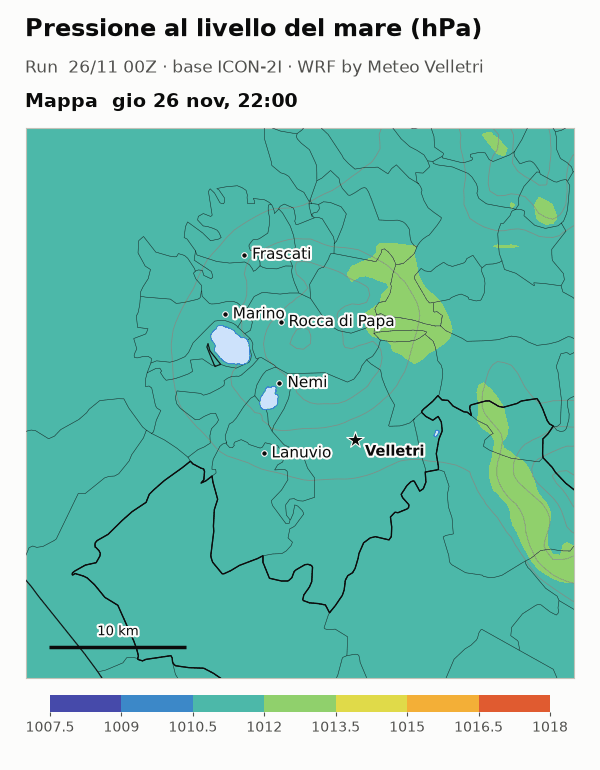 Pressione al livello del mare (hPa)
Run  26/11 00Z · base ICON-2I · WRF by Meteo Velletri
Mappa  gio 26 nov, 22:00
Frascati
Marino
Rocca di Papa
Nemi
Velletri
Lanuvio
10 km
1007.5 1009 1010.5 1012 1013.5 1015 1016.5 1018